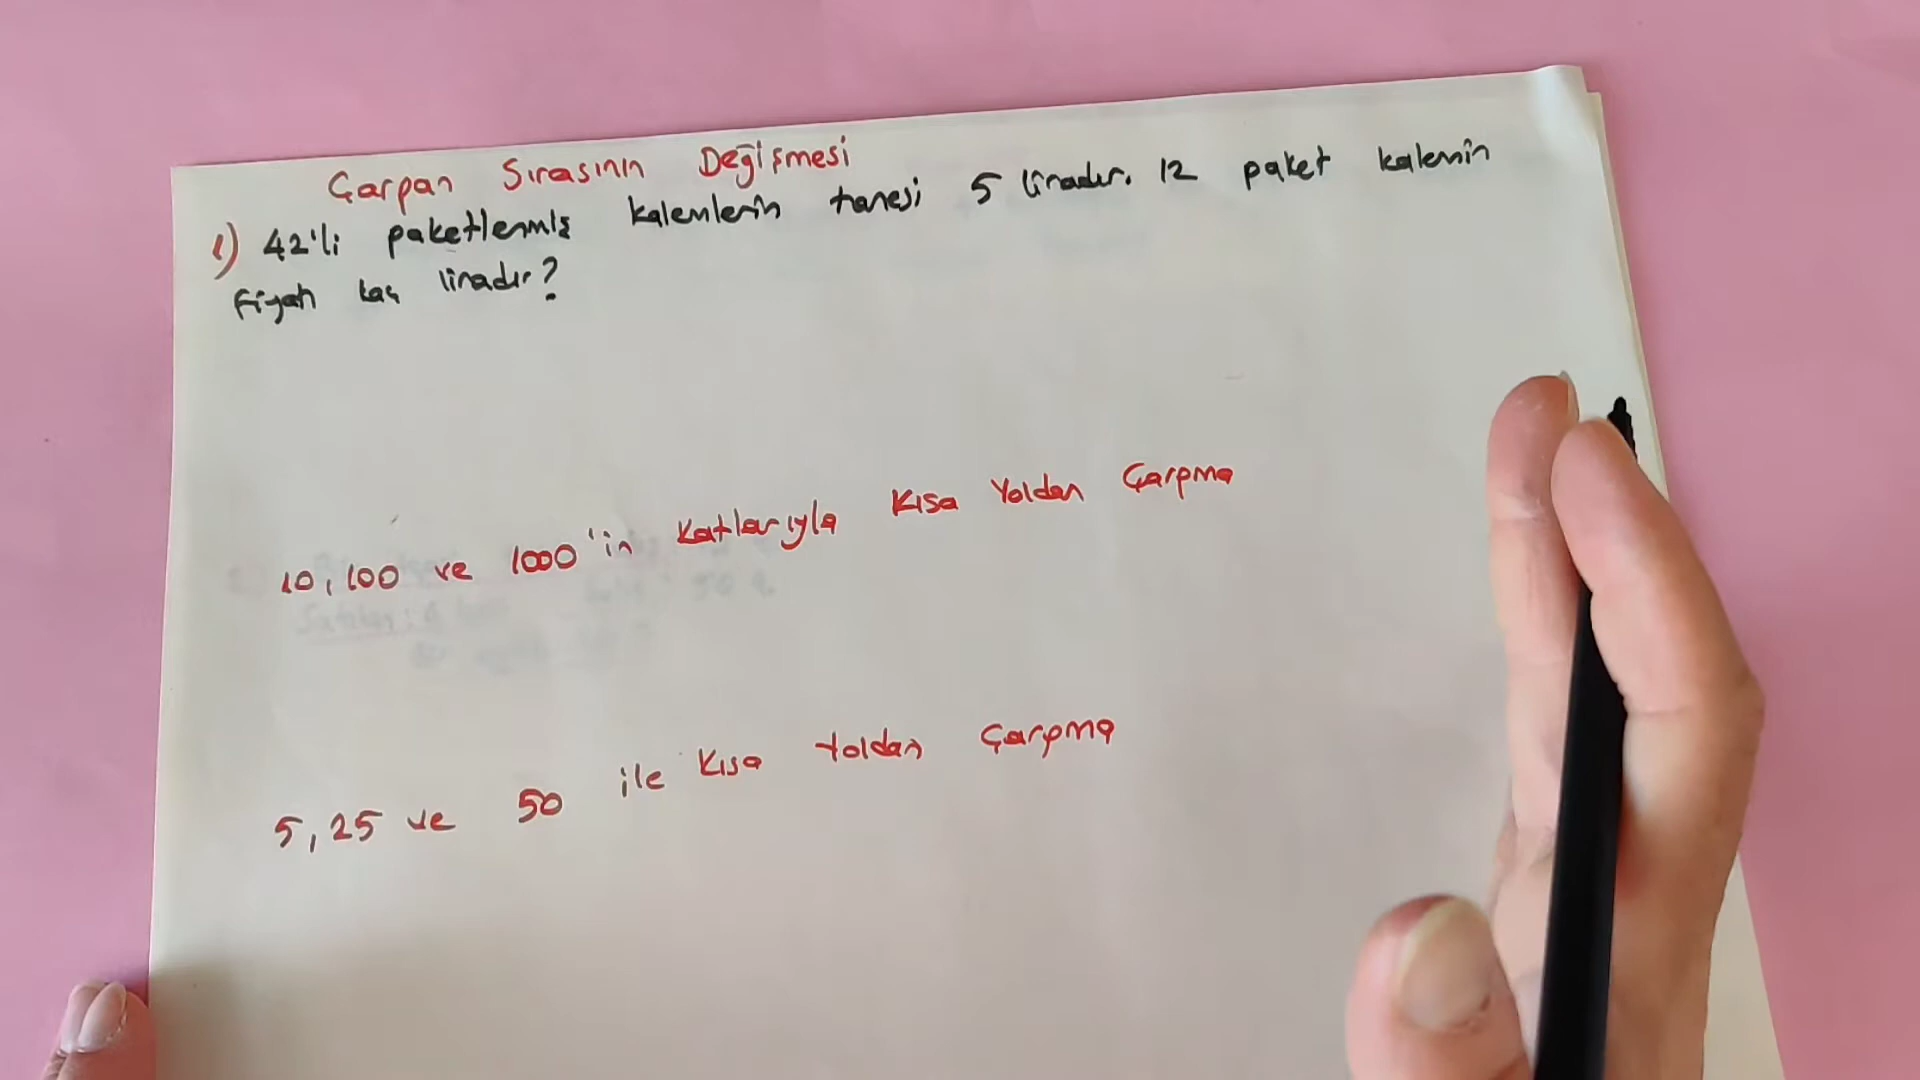 Çarpan Sırasının Değişmesi
1) 42'li paketlenmiş kalemlerin tanesi 5 liradır. 12 paket kalemin
fiyatı kaç liradır?
10, 100 ve 1000'in Katlarıyla Kısa Yoldan Çarpma
5, 25 ve 50 ile Kısa Yoldan Çarpma